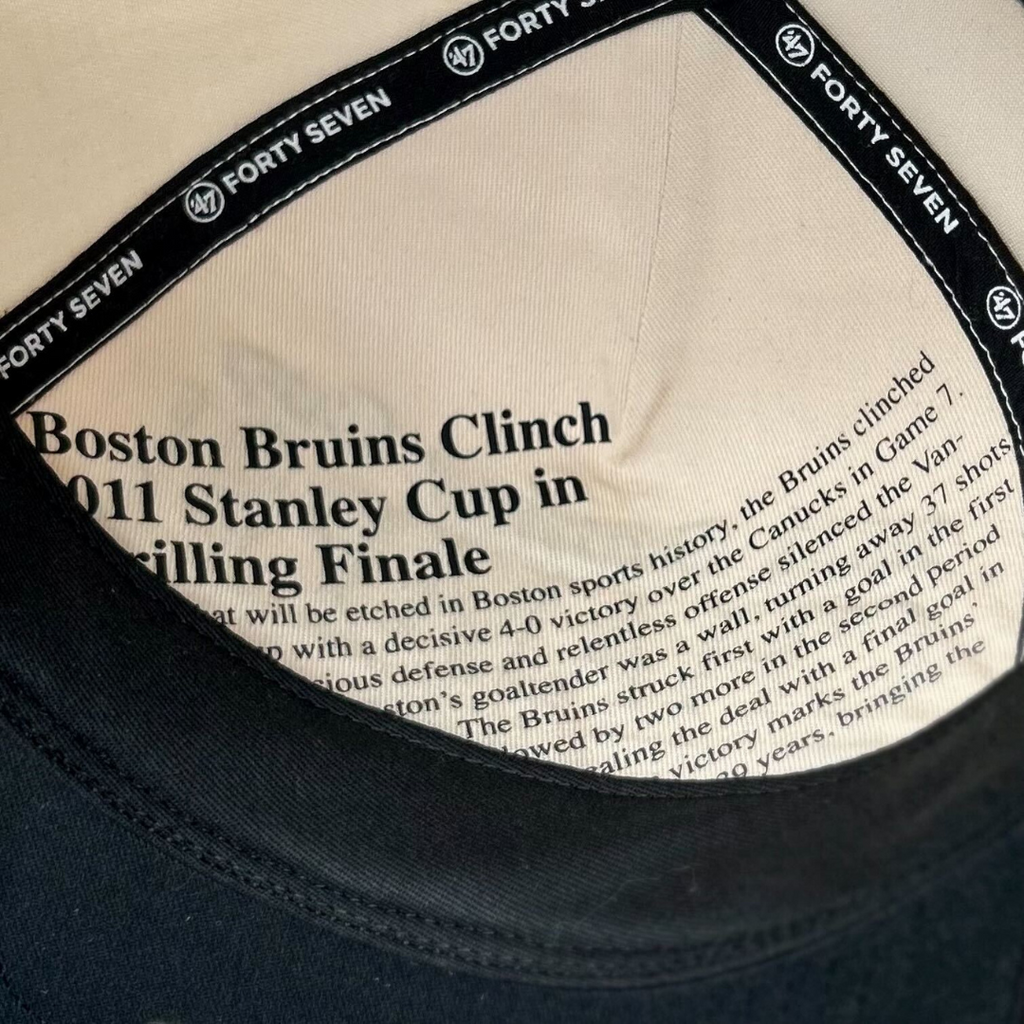 FORTY SEVEN
47 FORTY SEVEN
47 FORTY
47 FORTY SEVEN
47
Boston Bruins Clinch
011 Stanley Cup in
rilling Finale
at will be etched in Boston sports history, the Bruins clinched
p with a decisive 4-0 victory over the Canucks in Game 7.
cious defense and relentless offense silenced the Van-
ston's goaltender was a wall, turning away 37 shots
The Bruins struck first with a goal in the first
owed by two more in the second period
ealing the deal with a final goal in
victory marks the Bruins'
39 years, bringing the